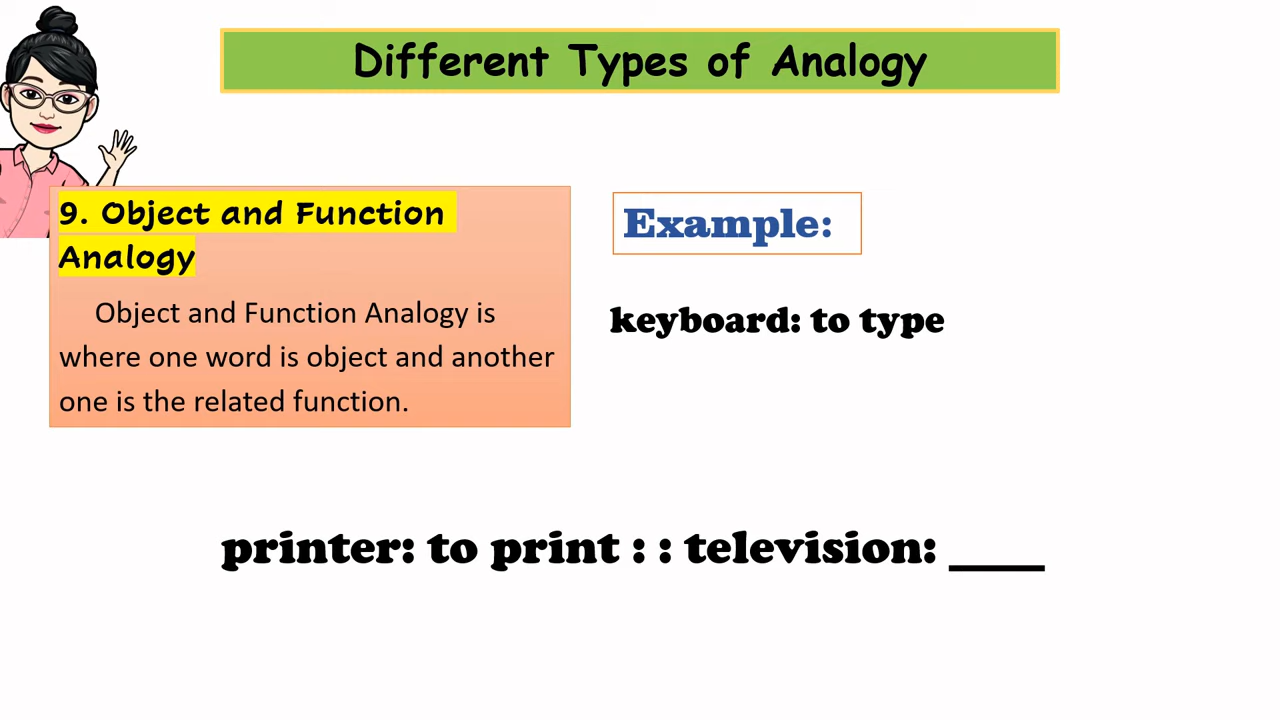 Different Types of Analogy
9. Object and Function
Analogy
Object and Function Analogy is
where one word is object and another
one is the related function.
Example:
keyboard: to type
printer: to print : : television: ____